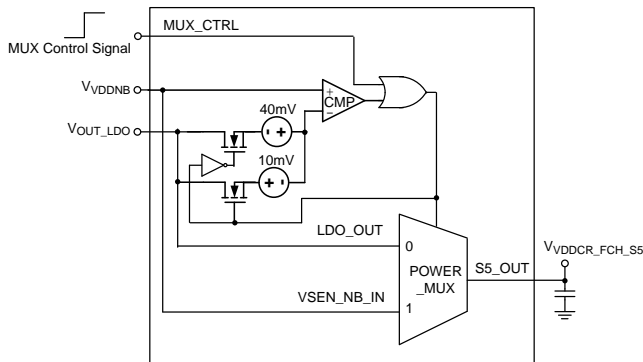 MUX_CTRL
MUX Control Signal
VVDDNB
+
CMP
−
40mV
− +
VOUT_LDO
10mV
+ -
LDO_OUT
0
VVDDCR_FCH_S5
S5_OUT
POWER
_MUX
VSEN_NB_IN
1